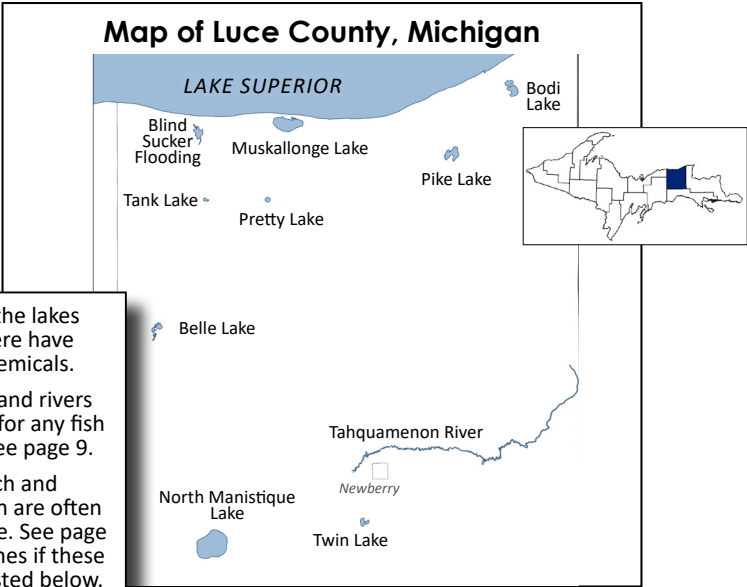 Map of Luce County, Michigan
LAKE SUPERIOR
Bodi
Lake
Blind
Sucker
Flooding
Muskallonge Lake
Pike Lake
Tank Lake
Pretty Lake
the lakes
ere have
emicals.
and rivers
for any fish
ee page 9.
ch and
h are often
e. See page
nes if these
sted below.
Belle Lake
Tahquamenon River
Newberry
North Manistique
Lake
Twin Lake